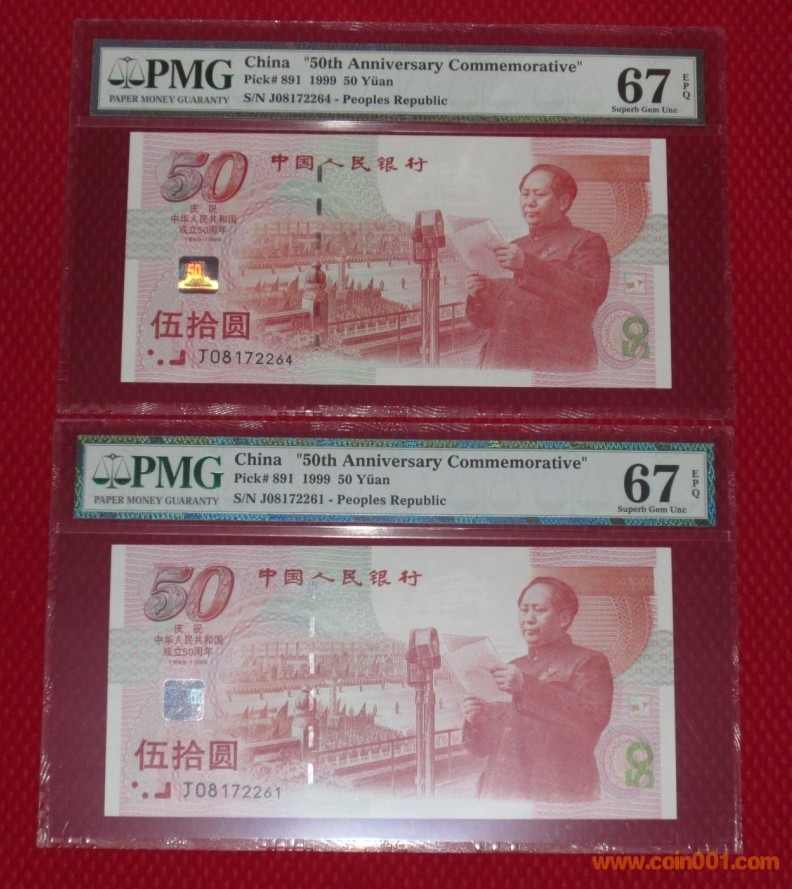 PMG
PAPER MONEY GUARANTY
China "50th Anniversary Commemorative"
Pick# 891 1999 50 Yüan
S/N J08172264 - Peoples Republic
67
EPQ
Superb Gem Unc
50
中国人民银行
庆祝
中华人民共和国
成立50周年
1949-1999
50
伍拾圆
J08172264
50
PMG
PAPER MONEY GUARANTY
China "50th Anniversary Commemorative"
Pick# 891 1999 50 Yüan
S/N J08172261 - Peoples Republic
67
EPQ
Superb Gem Unc
50
中国人民银行
庆祝
中华人民共和国
成立50周年
1949-1999
伍拾圆
J08172261
50
www.coin001.com